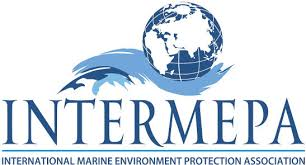 INTERMEPA
INTERNATIONAL MARINE ENVIRONMENT PROTECTION ASSOCIATION